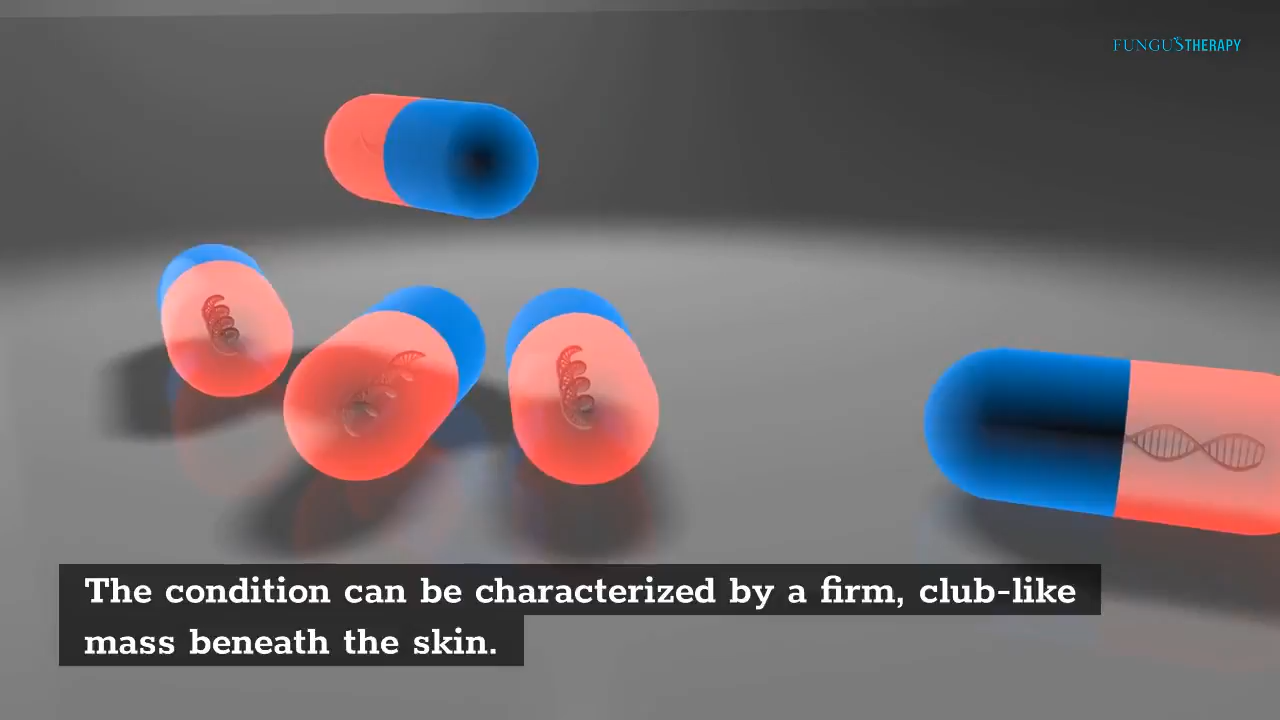 FUNGUSTHERAPY
The condition can be characterized by a firm, club-like
mass beneath the skin.